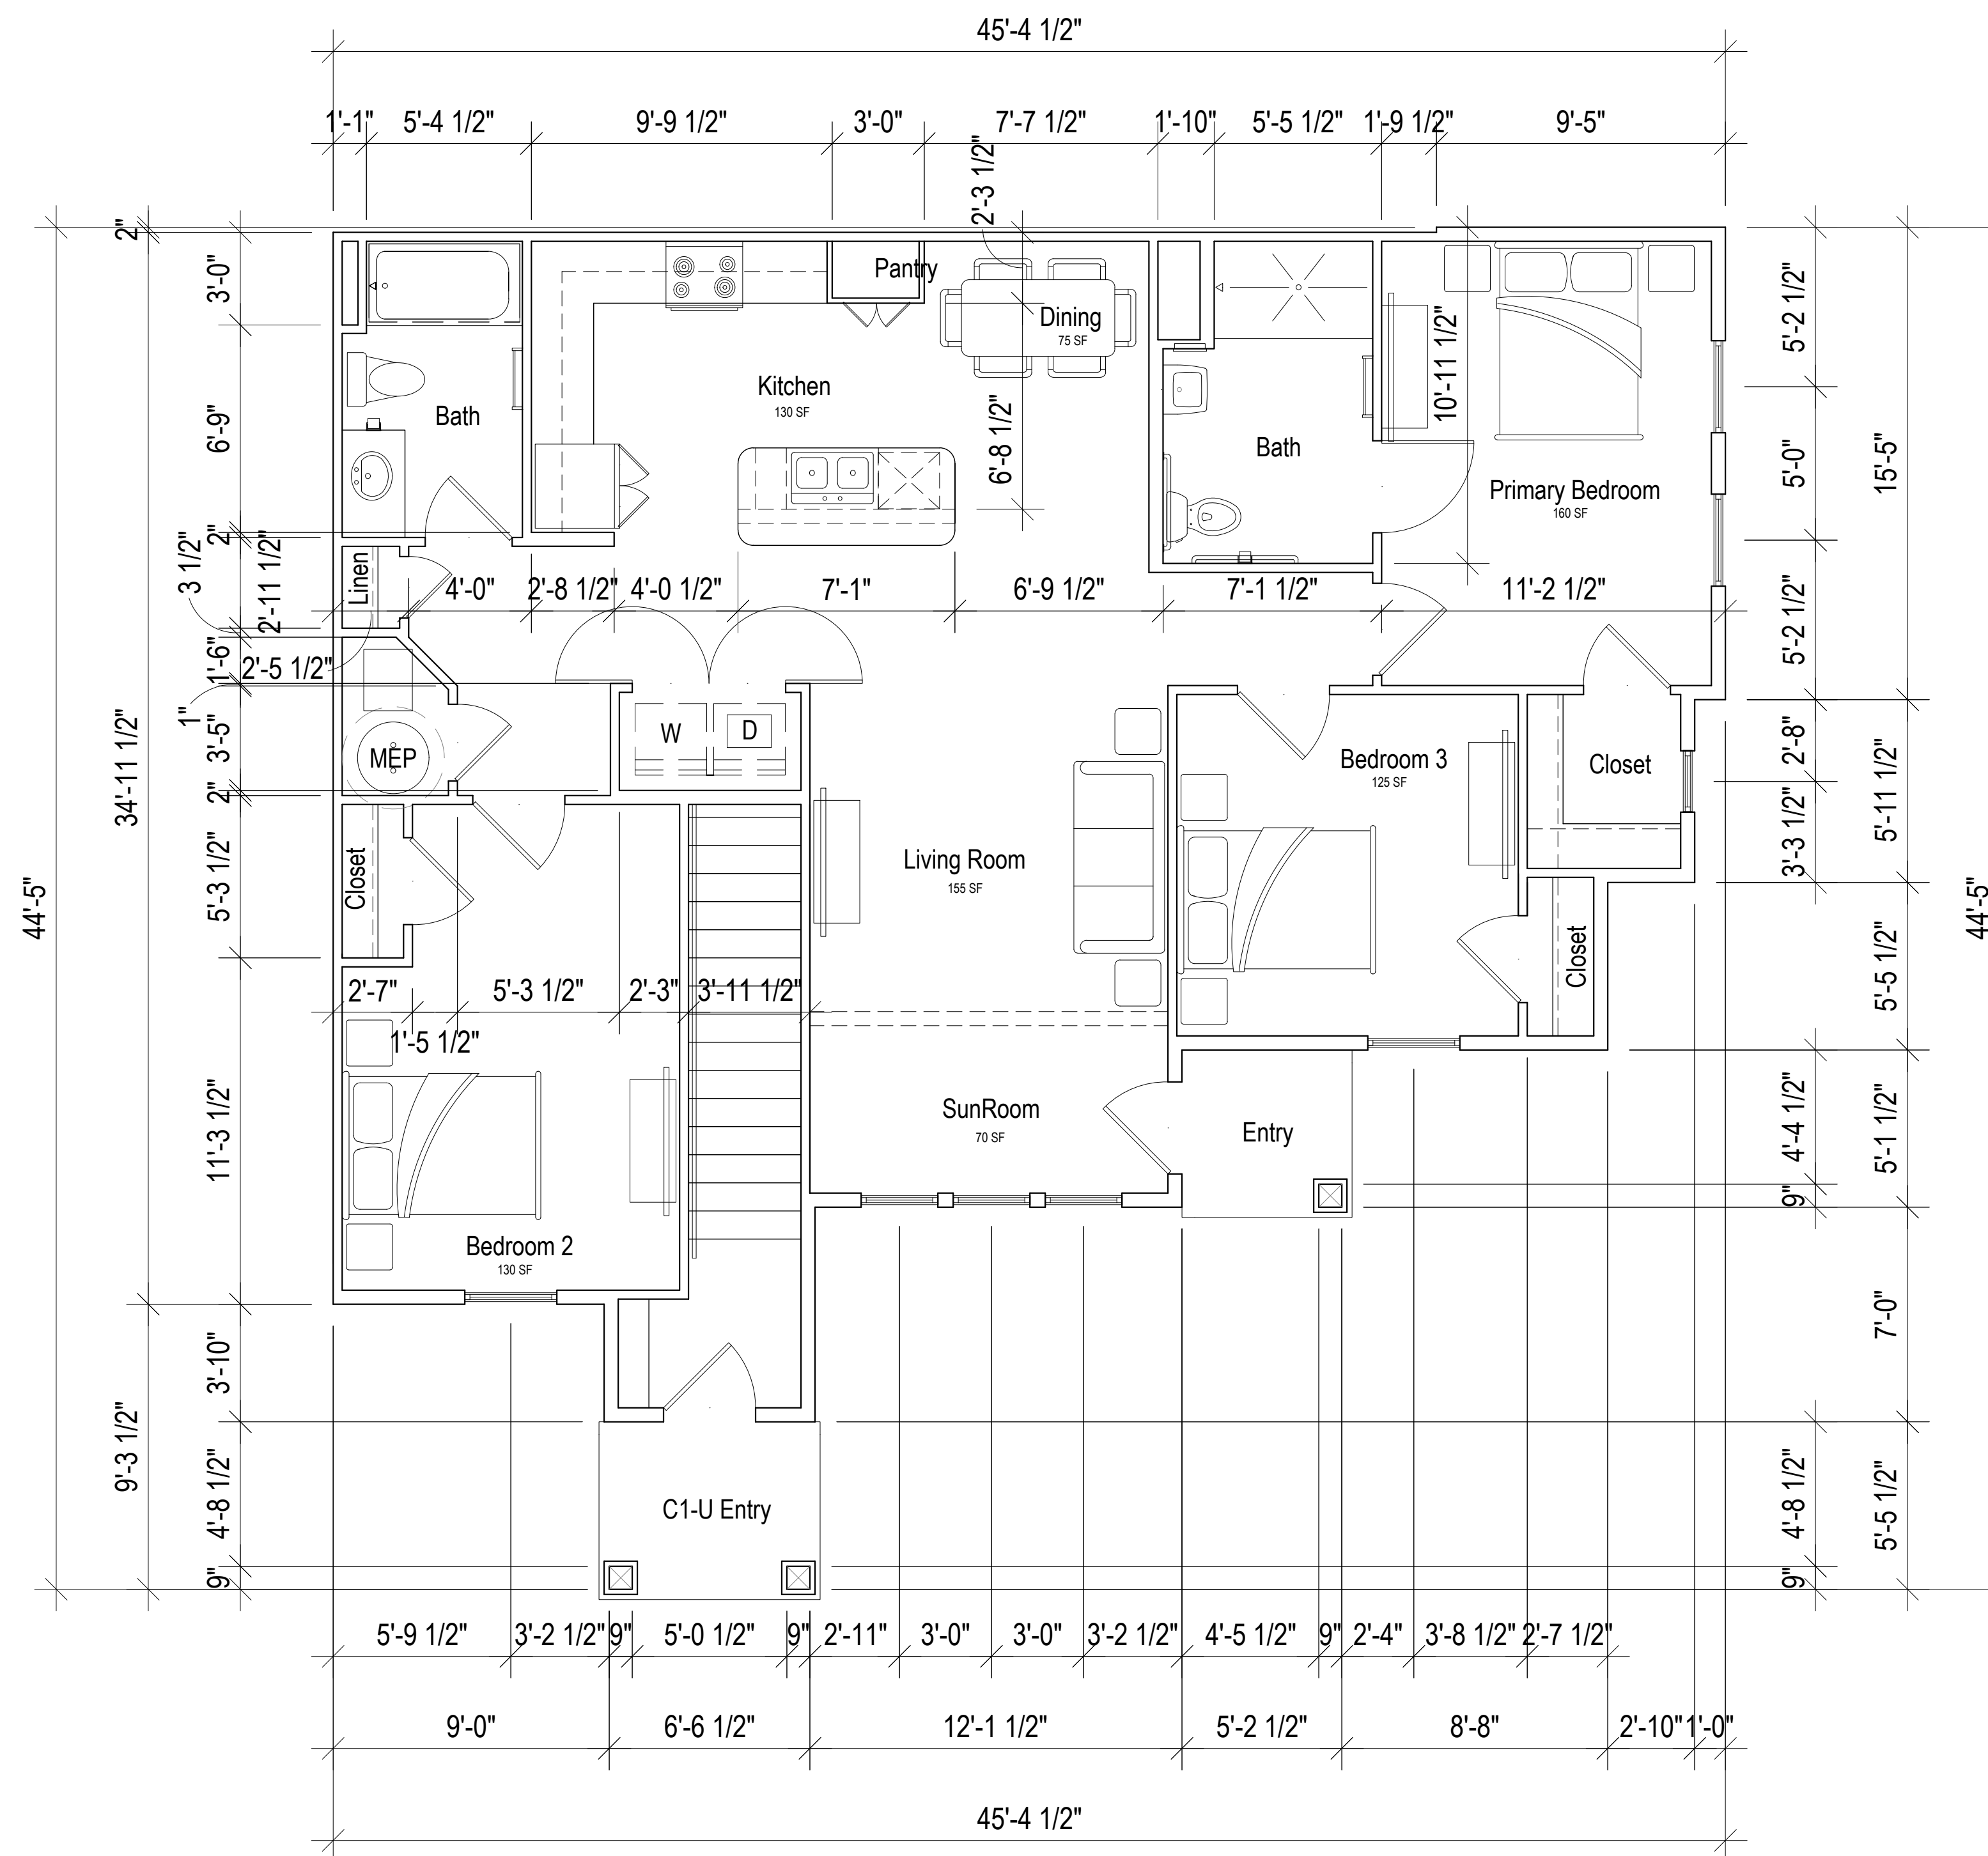 45'-4 1/2"
1'-1" 5'-4 1/2" 9'-9 1/2" 3'-0" 7'-7 1/2" 1'-10" 5'-5 1/2" 1'-9 1/2" 9'-5"
2'-3 1/2"
2"
3'-0"
6'-9"
2"
3 1/2"
2'-11 1/2"
1'-6"
2'-5 1/2"
1"
3'-5"
2"
5'-3 1/2"
11'-3 1/2"
3'-10"
4'-8 1/2"
9"
34'-11 1/2"
9'-3 1/2"
44'-5"
Pantry
Dining
75 SF
Kitchen
130 SF
Bath
6'-8 1/2"
Bath
10'-11 1/2"
Primary Bedroom
160 SF
Linen
4'-0" 2'-8 1/2" 4'-0 1/2" 7'-1" 6'-9 1/2" 7'-1 1/2" 11'-2 1/2"
W
D
MEP
Bedroom 3
125 SF
Closet
Closet
Living Room
155 SF
Closet
2'-7" 5'-3 1/2" 2'-3" 3'-11 1/2"
1'-5 1/2"
SunRoom
70 SF
Entry
Bedroom 2
130 SF
C1-U Entry
5'-2 1/2"
5'-0"
5'-2 1/2"
2'-8"
3'-3 1/2"
4'-4 1/2"
9"
4'-8 1/2"
9"
15'-5"
5'-11 1/2"
5'-5 1/2"
5'-1 1/2"
7'-0"
5'-5 1/2"
44'-5"
5'-9 1/2" 3'-2 1/2" 9" 5'-0 1/2" 9" 2'-11" 3'-0" 3'-0" 3'-2 1/2" 4'-5 1/2" 9" 2'-4" 3'-8 1/2" 2'-7 1/2"
9'-0" 6'-6 1/2" 12'-1 1/2" 5'-2 1/2" 8'-8" 2'-10" 1'-0"
45'-4 1/2"